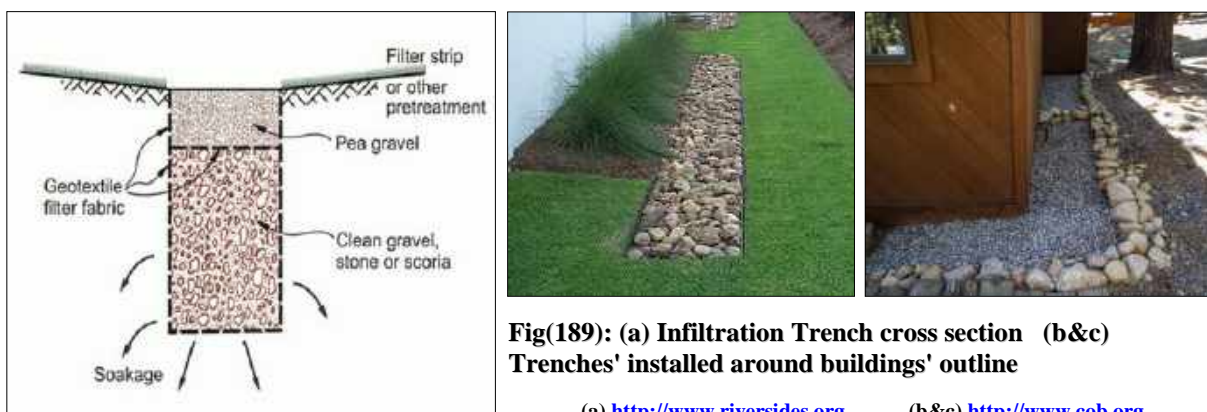 Filter strip
or other
pretreatment
Pea gravel
Geotextile
filter fabric
Clean gravel,
stone or scoria
Soakage
Fig(189): (a) Infiltration Trench cross section (b&c)
Trenches' installed around buildings' outline
(a) http://www.riversides.org (b&c) http://www.cob.org